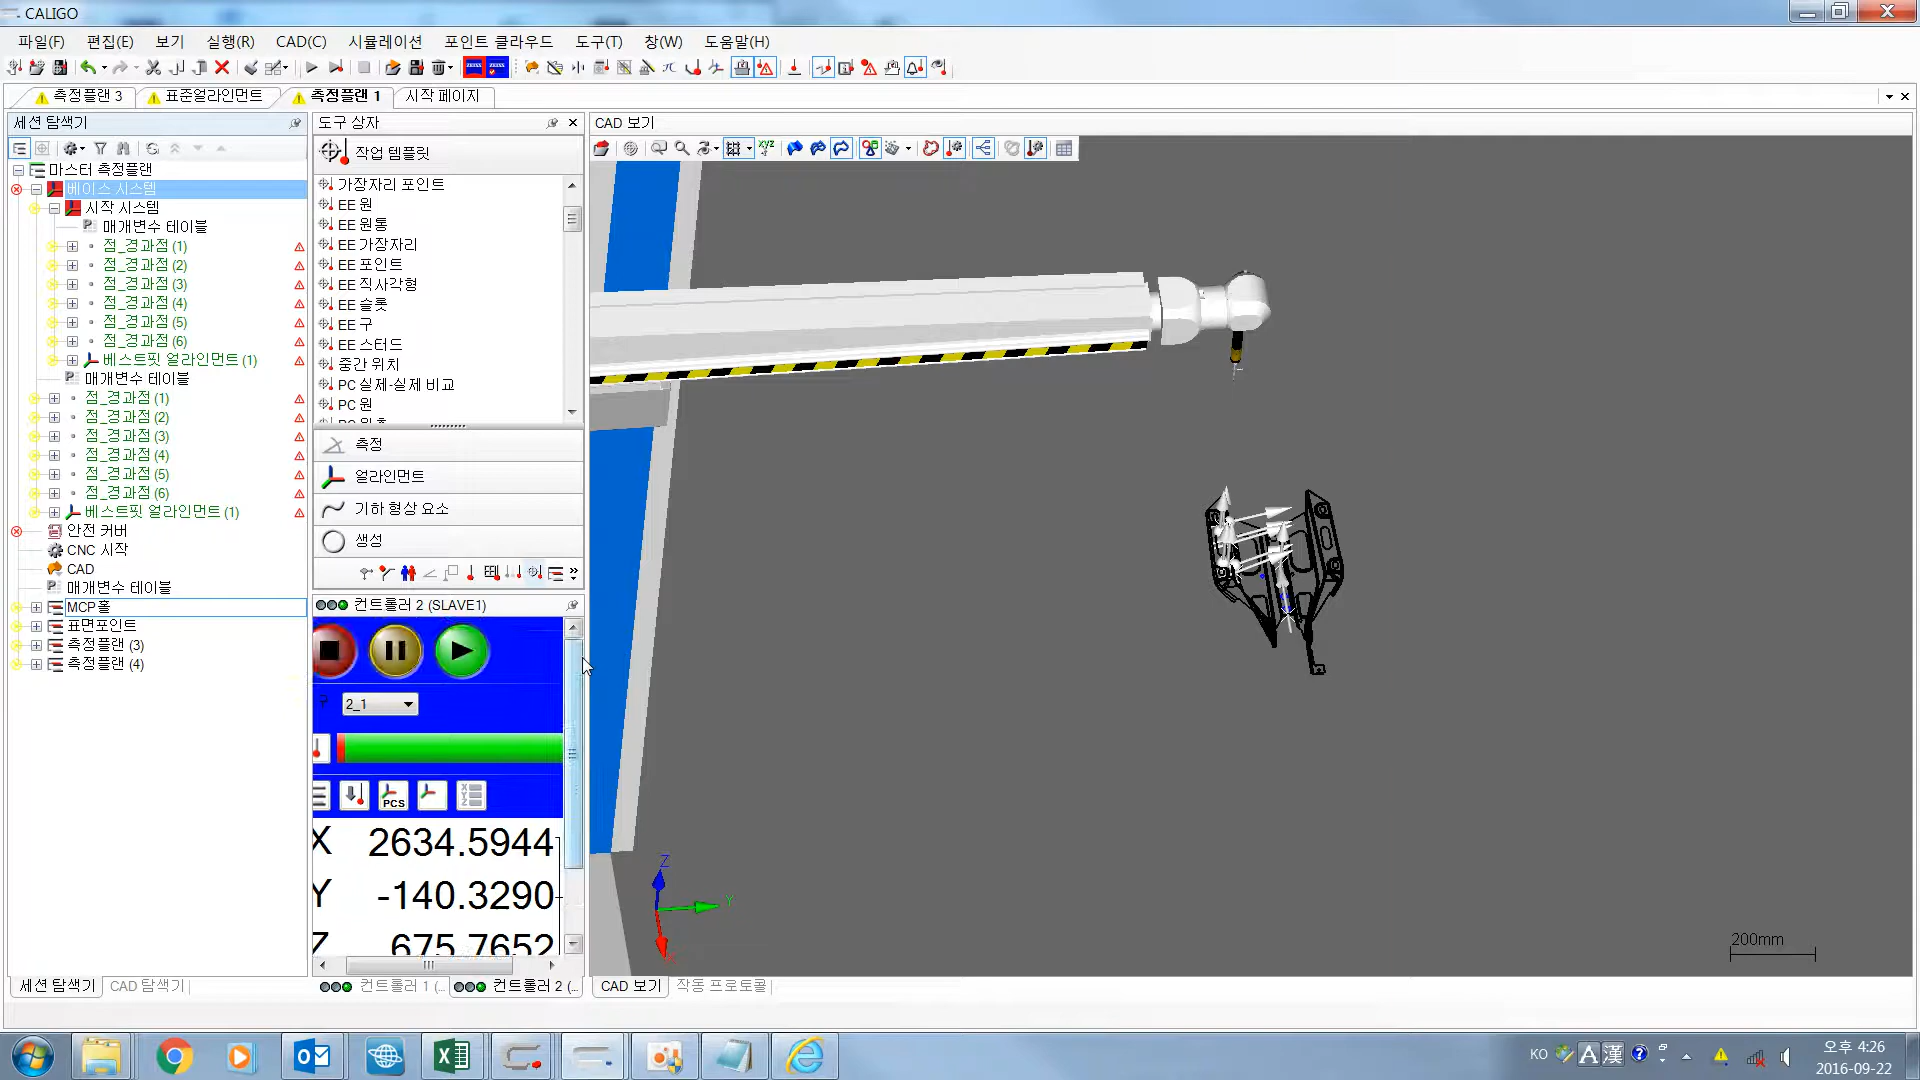 CALIGO
파일(F) 편집(E) 보기 실행(R) CAD(C) 시뮬레이션 포인트 클라우드 도구(T) 창(W) 도움말(H)
측정플랜 3 표준얼라인먼트 측정플랜 1 시작 페이지
세션 탐색기
마스터 측정플랜
베이스 시스템
시작 시스템
매개변수 테이블
점_경과점 (1)
점_경과점 (2)
점_경과점 (3)
점_경과점 (4)
점_경과점 (5)
점_경과점 (6)
베스트핏 얼라인먼트 (1)
매개변수 테이블
점_경과점 (1)
점_경과점 (2)
점_경과점 (3)
점_경과점 (4)
점_경과점 (5)
점_경과점 (6)
베스트핏 얼라인먼트 (1)
안전 커버
CNC 시작
CAD
매개변수 테이블
MCP홀
표면포인트
측정플랜 (3)
측정플랜 (4)
세션 탐색기 CAD 탐색기
도구 상자
작업 템플릿
가장자리 포인트
EE 원
EE 원통
EE 가장자리
EE 포인트
EE 직사각형
EE 슬롯
EE 구
EE 스터드
중간 위치
PC 실제-실제 비교
PC 원
측정
얼라인먼트
기하 형상 요소
생성
컨트롤러 2 (SLAVE1)
2_1
PCS
X 2634.5944
Y -140.3290
Z 675.7652
컨트롤러 1 (... 컨트롤러 2 (...
CAD 보기
xyz
Z
Y
200mm
CAD 보기 작동 프로토콜
KO A 漢
오후 4:26
2016-09-22